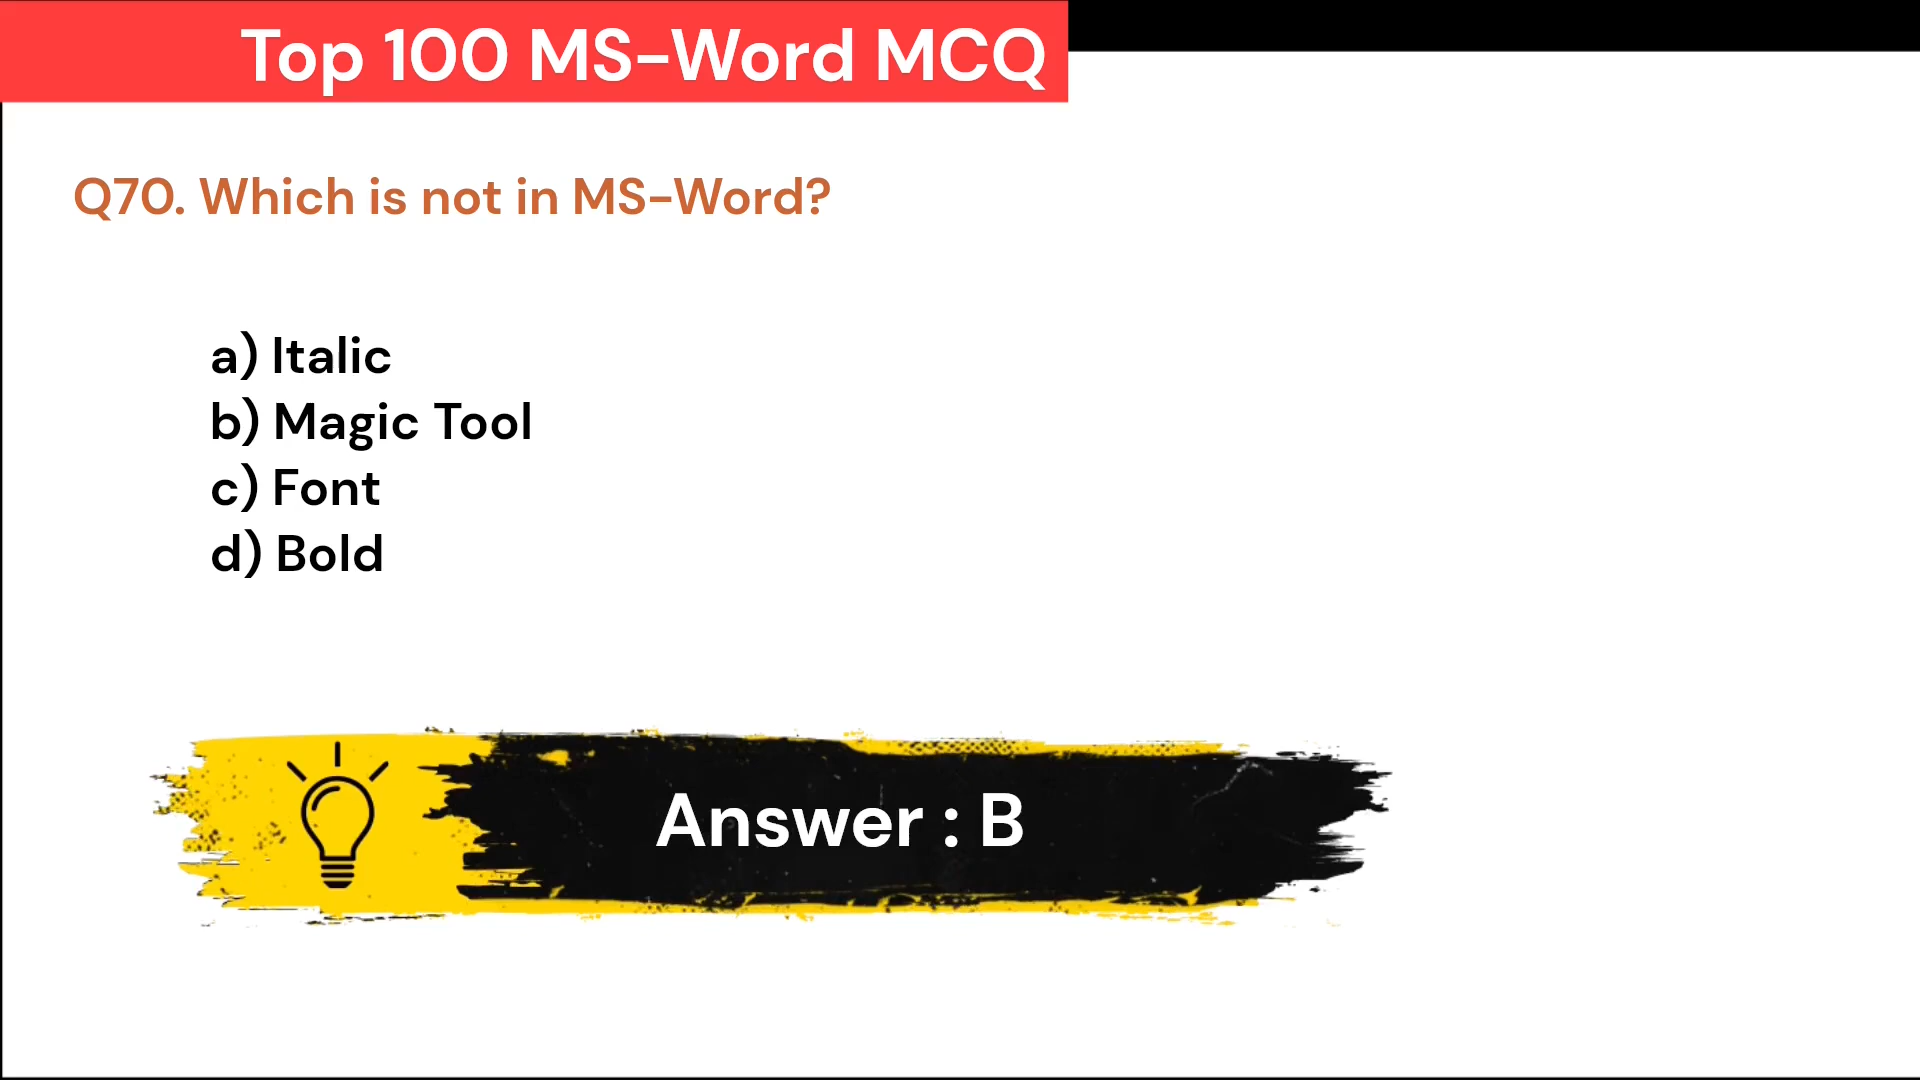 Top 100 MS-Word MCQ
Q70. Which is not in MS-Word?
a) Italic
b) Magic Tool
c) Font
d) Bold
Answer : B